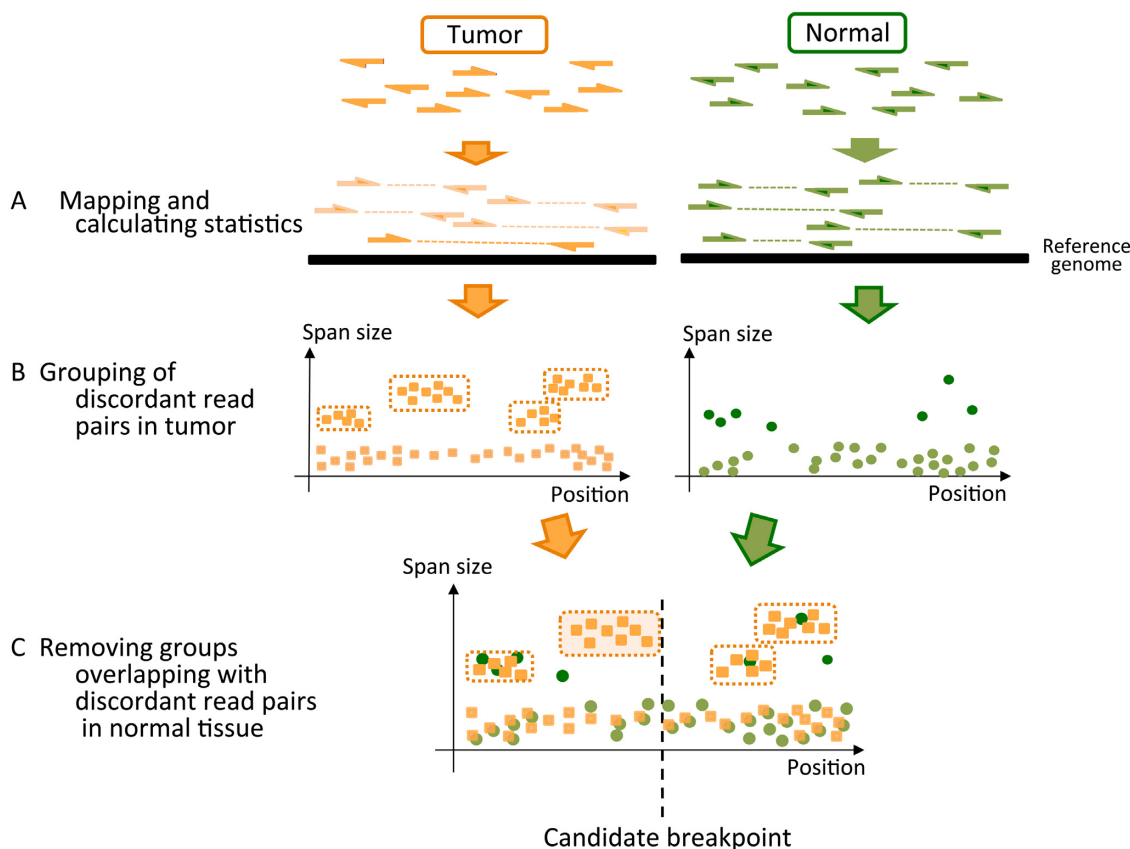 Tumor
Normal
A Mapping and
calculating statistics
Reference
genome
Span size
Span size
B Grouping of
discordant read
pairs in tumor
Position
Position
Span size
C Removing groups
overlapping with
discordant read pairs
in normal tissue
Position
Candidate breakpoint